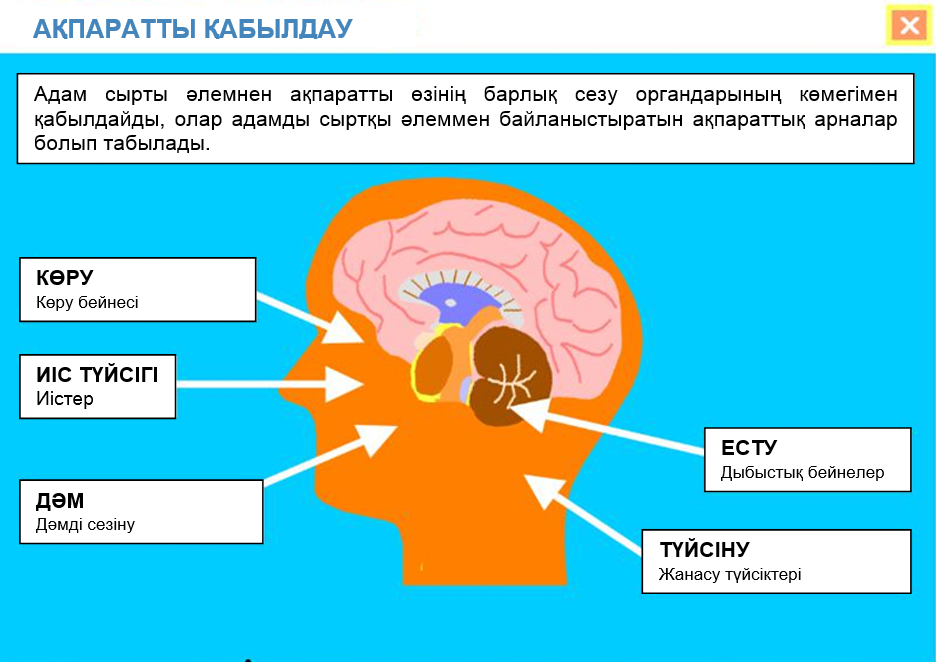 АҚПАРАТТЫ ҚАБЫЛДАУ
Адам сырты әлемнен ақпаратты өзінің барлық сезу органдарының көмегімен
қабылдайды, олар адамды сыртқы әлеммен байланыстыратын ақпараттық арналар
болып табылады.
КӨРУ
Көру бейнесі
ИІС ТҮЙСІГІ
Иістер
ДӘМ
Дәмді сезіну
ЕСТУ
Дыбыстық бейнелер
ТҮЙСІНУ
Жанасу түйсіктері